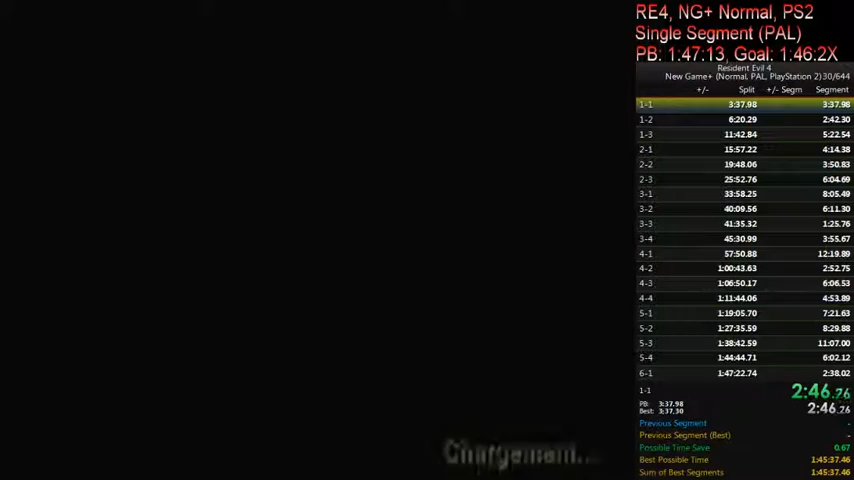 RE4, NG+ Normal, PS2
Single Segment (PAL)
PB: 1:47:13, Goal: 1:46:2X
Resident Evil 4
New Game+ (Normal, PAL, PlayStation 2) 30/644
+/- Split +/- Segm Segment
1-1 3:37.98 3:37.98
1-2 6:20.29 2:42.30
1-3 11:42.84 5:22.54
2-1 15:57.22 4:14.38
2-2 19:48.06 3:50.83
2-3 25:52.76 6:04.69
3-1 33:58.25 8:05.49
3-2 40:09.56 6:11.30
3-3 41:35.32 1:25.76
3-4 45:30.99 3:55.67
4-1 57:50.88 12:19.89
4-2 1:00:43.63 2:52.75
4-3 1:06:50.17 6:06.53
4-4 1:11:44.06 4:53.89
5-1 1:19:05.70 7:21.63
5-2 1:27:35.59 8:29.88
5-3 1:38:42.59 11:07.00
5-4 1:44:44.71 6:02.12
6-1 1:47:22.74 2:38.02
1-1 2:46.76
PB: 3:37.98
Best: 3:37.30 2:46.26
Previous Segment -
Previous Segment (Best) -
Possible Time Save 0.67
Best Possible Time 1:45:37.46
Sum of Best Segments 1:45:37.46
Chargement...